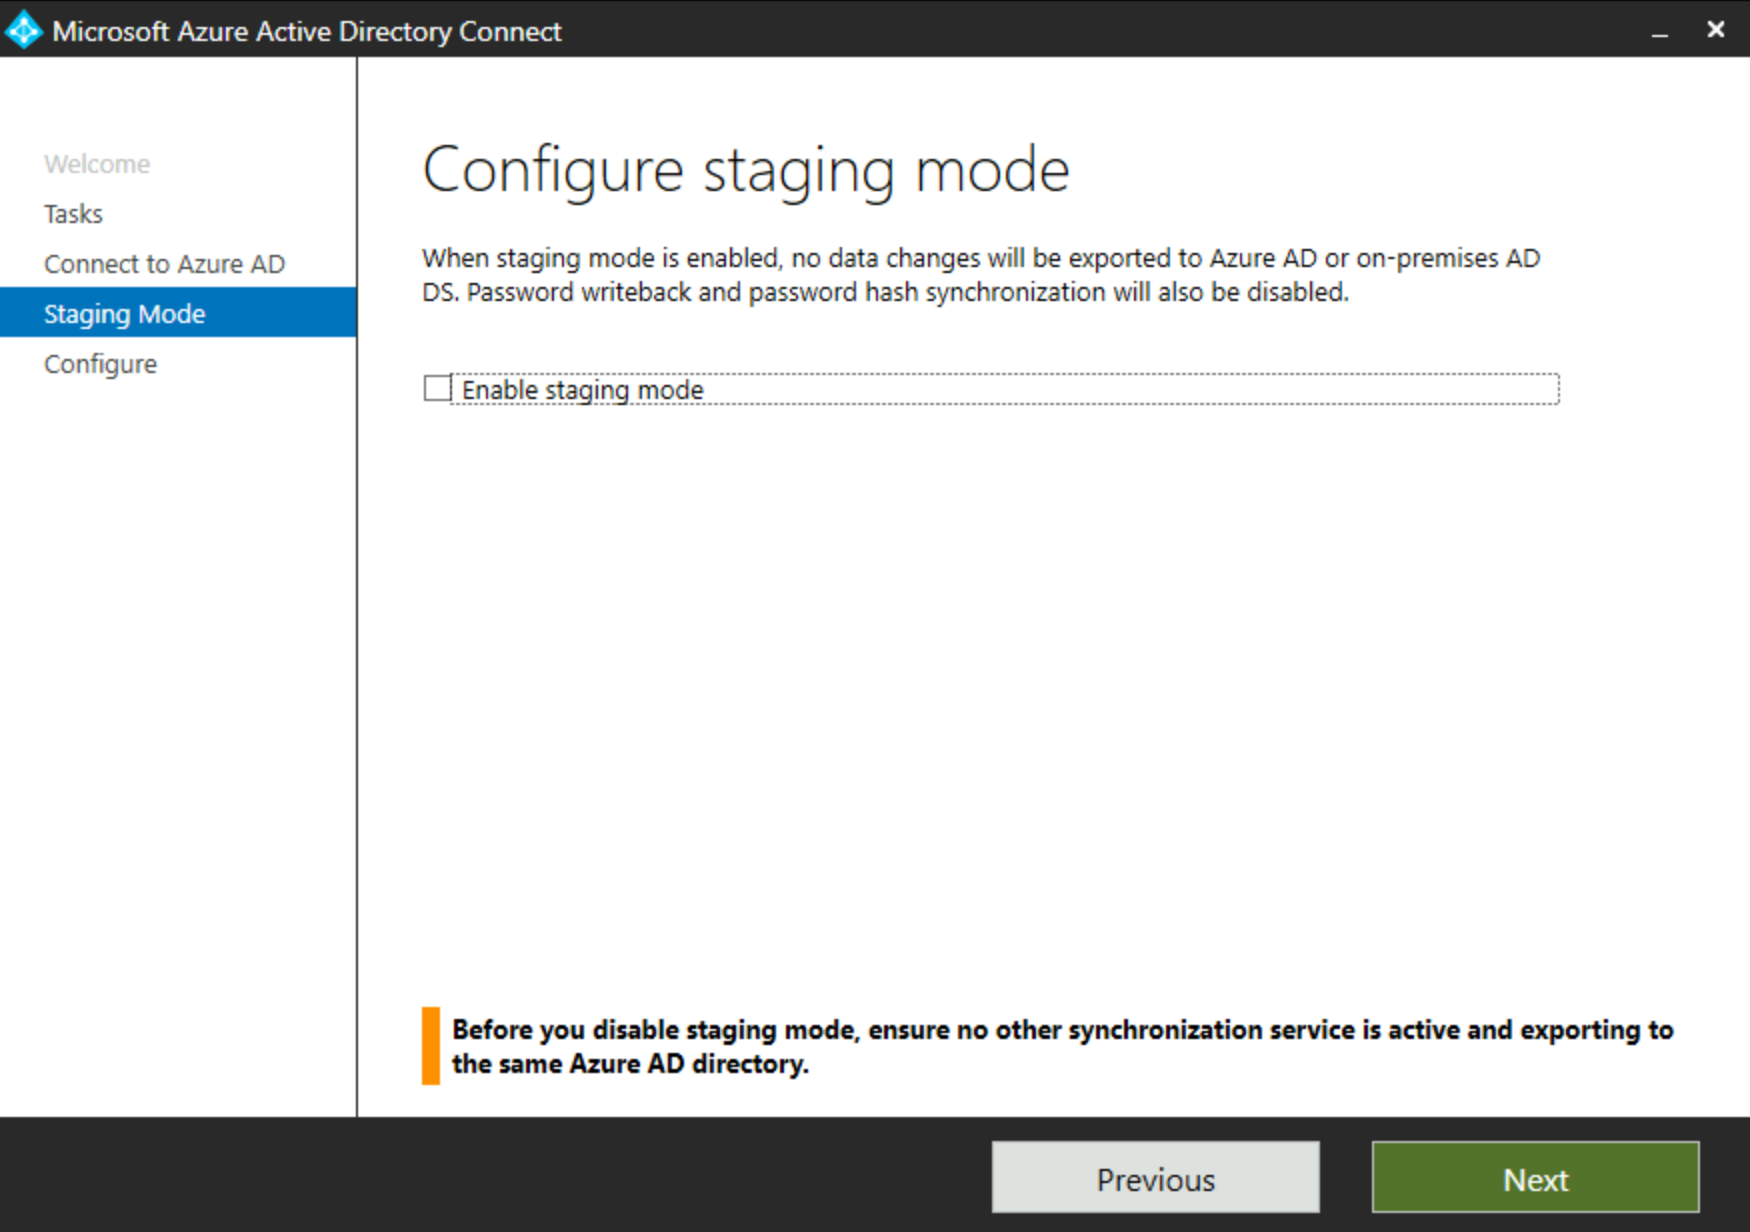 Microsoft Azure Active Directory Connect
Welcome
Tasks
Connect to Azure AD
Staging Mode
Configure
Configure staging mode
When staging mode is enabled, no data changes will be exported to Azure AD or on-premises AD
DS. Password writeback and password hash synchronization will also be disabled.
Enable staging mode
Before you disable staging mode, ensure no other synchronization service is active and exporting to
the same Azure AD directory.
Previous
Next